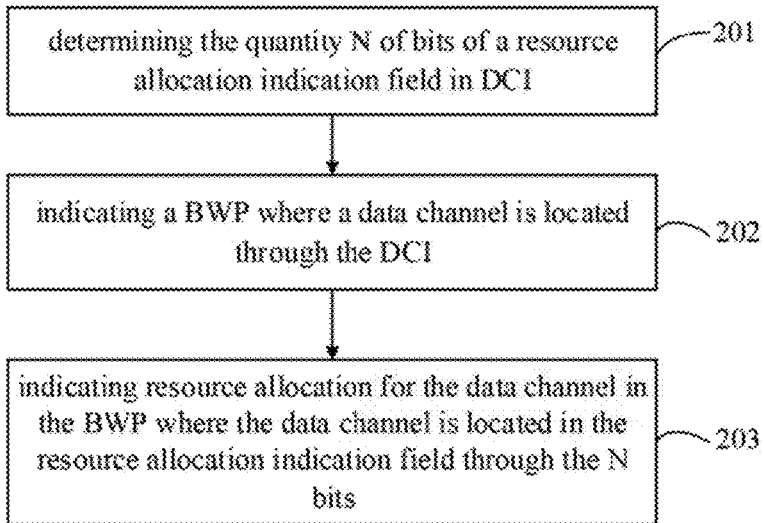 determining the quantity N of bits of a resource
allocation indication field in DCI
201
indicating a BWP where a data channel is located
through the DCI
202
indicating resource allocation for the data channel in
the BWP where the data channel is located in the
resource allocation indication field through the N
bits
203